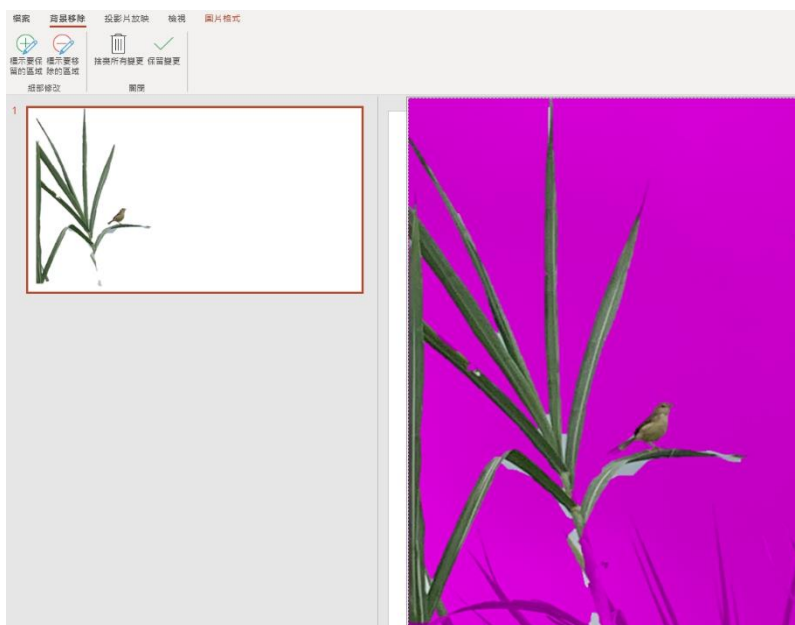 檔案 背景移除 投影片放映 檢視 圖片格式
標示要保 標示要移 捨棄所有變更 保留變更
留的區域 除的區域
細部修改 關閉
1